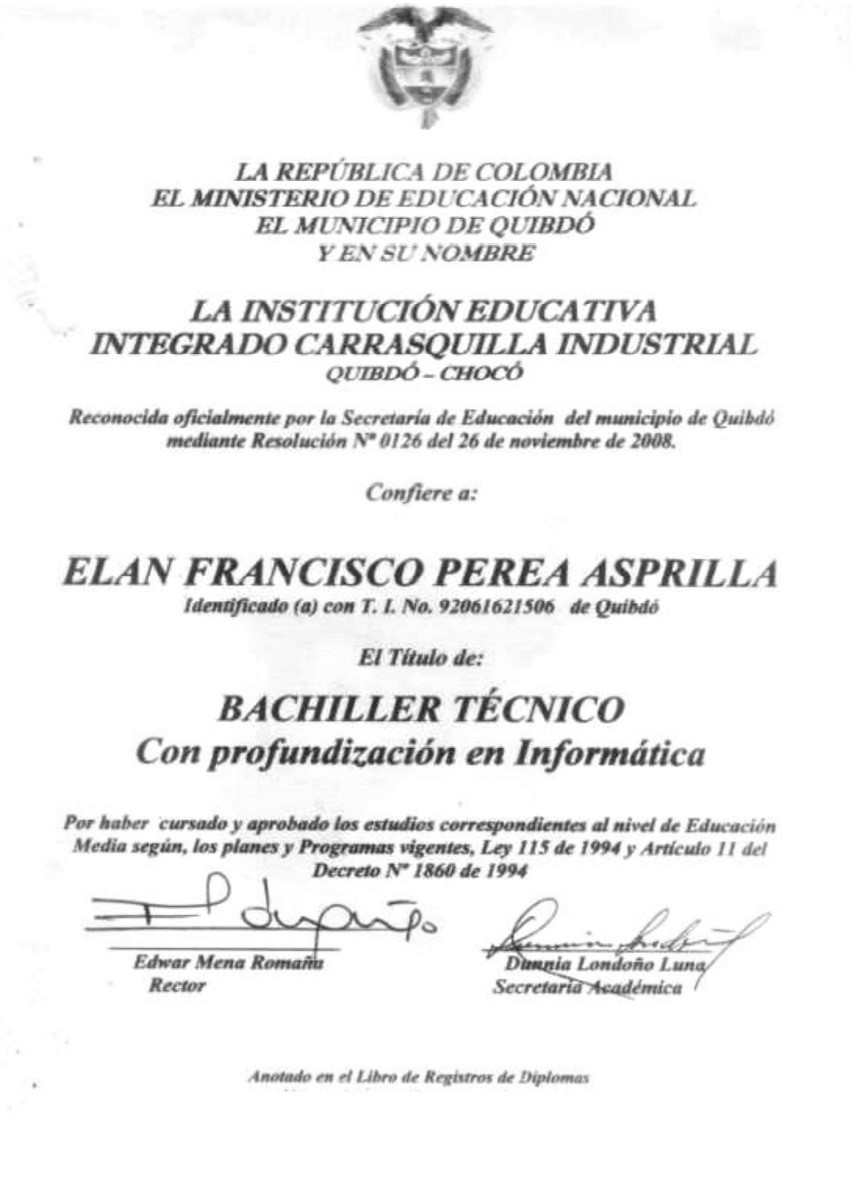 LA REPÚBLICA DE COLOMBIA
EL MINISTERIO DE EDUCACIÓN NACIONAL
EL MUNICIPIO DE QUIBDÓ
Y EN SU NOMBRE
LA INSTITUCIÓN EDUCATIVA
INTEGRADO CARRASQUILLA INDUSTRIAL
QUIBDÓ – CHOCÓ
Reconocida oficialmente por la Secretaría de Educación del municipio de Quibdó
mediante Resolución Nº 0126 del 26 de noviembre de 2008.
Confiere a:
ELAN FRANCISCO PEREA ASPRILLA
Identificado (a) con T. I. No. 92061621506 de Quibdó
El Título de:
BACHILLER TÉCNICO
Con profundización en Informática
Por haber cursado y aprobado los estudios correspondientes al nivel de Educación
Media según, los planes y Programas vigentes, Ley 115 de 1994 y Artículo 11 del
Decreto Nº 1860 de 1994
Edwar Mena Romaña
Rector
Dunnia Londoño Luna
Secretaria Académica
Anotado en el Libro de Registros de Diplomas